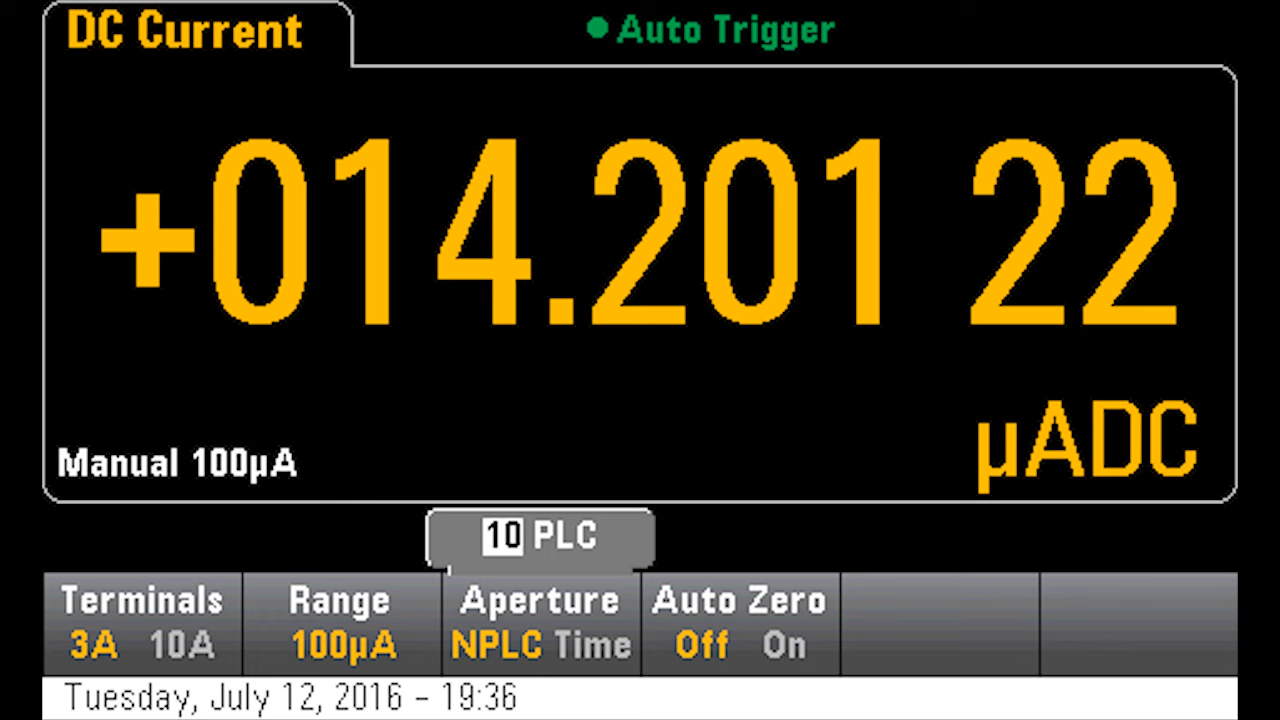 DC Current
● Auto Trigger
+014.201 22
µADC
Manual 100µA
10 PLC
Terminals Range Aperture Auto Zero
3A 10A 100µA NPLC Time Off On
Tuesday, July 12, 2016 - 19:36